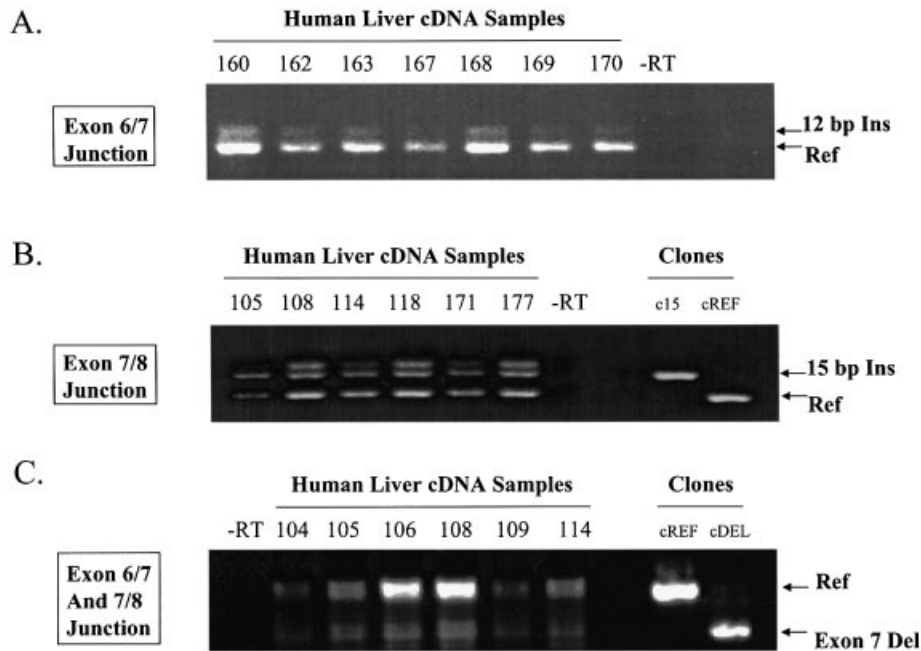 A.
Human Liver cDNA Samples
160 162 163 167 168 169 170 -RT
Exon 6/7
Junction
12 bp Ins
Ref
B.
Human Liver cDNA Samples
Clones
105 108 114 118 171 177 -RT
c15 cREF
Exon 7/8
Junction
15 bp Ins
Ref
C.
Human Liver cDNA Samples
Clones
-RT 104 105 106 108 109 114
cREF cDEL
Exon 6/7
And 7/8
Junction
Ref
Exon 7 Del